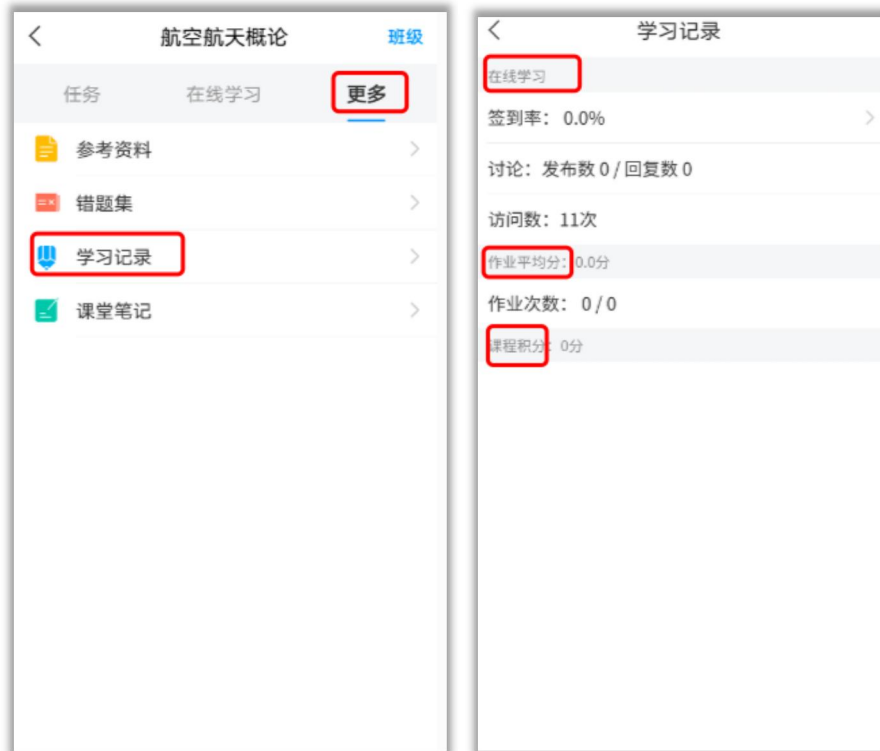 航空航天概论 班级
任务 在线学习 更多
参考资料
错题集
学习记录
课堂笔记
学习记录
在线学习
签到率： 0.0%
讨论：发布数 0 / 回复数 0
访问数：11次
作业平均分：0.0分
作业次数： 0 / 0
课程积分：0分